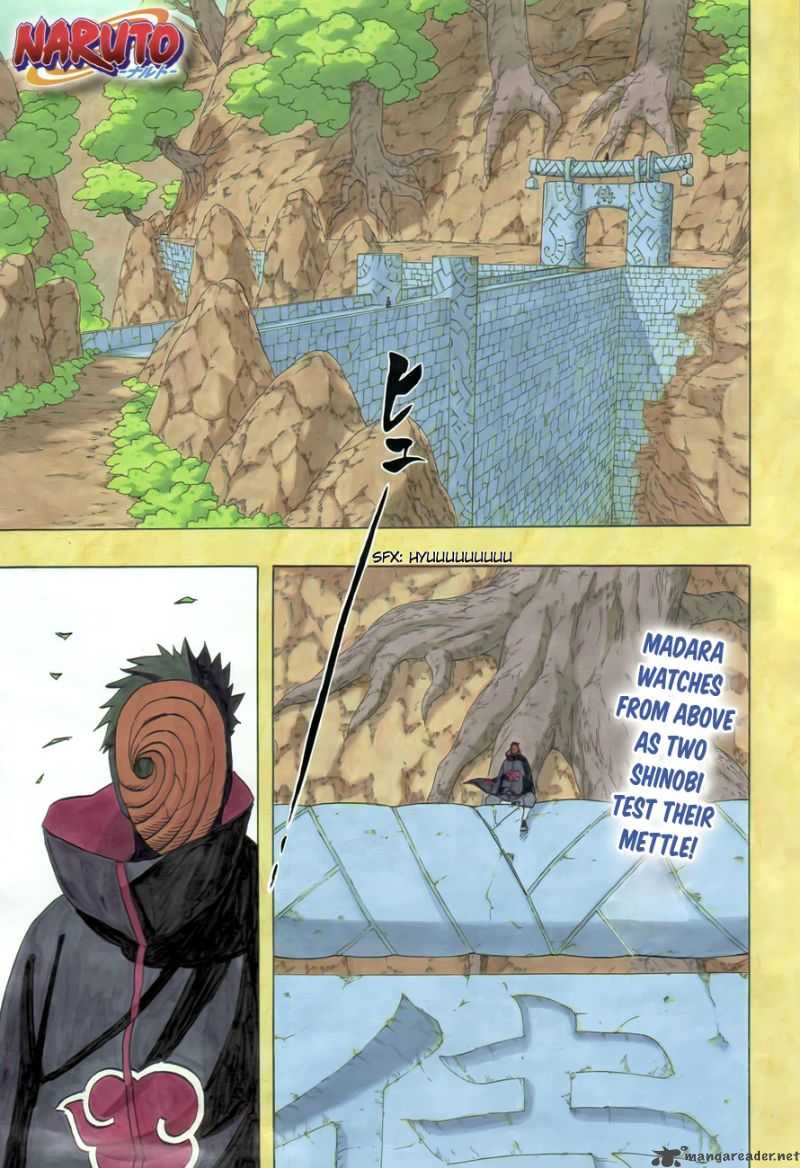 NARUTO
-ナルト-
ヒュ
SFX: HYUUUUUUUUU
MADARA
WATCHES
FROM ABOVE
AS TWO
SHINOBI
TEST THEIR
METTLE!
mangareader.net